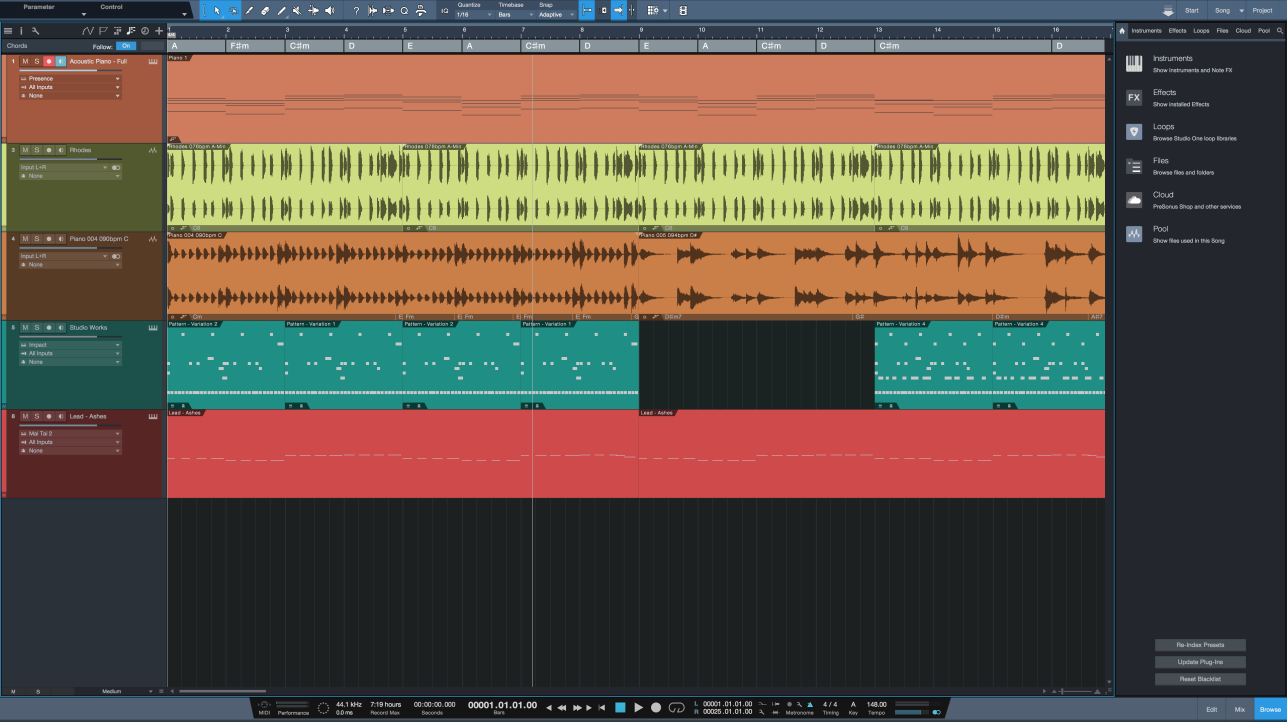 Parameter Control
IQ Quantize Timebase Snap
1/16 Bars Adaptive
Start Song Project
1 2 3 4 5 6 7 8 9 10 11 12 13 14 15 16
Chords Follow: On
A F#m C#m D E A C#m D E A C#m D C#m D
Instruments Effects Loops Files Cloud Pool
1 M S Acoustic Piano - Full
Presence
All Inputs
None
Piano 1
3 M S Rhodes
Input L+R
None
Rhodes 076bpm A-Min Rhodes 076bpm A-Min Rhodes 076bpm A-Min Rhodes 076bpm A-Min
4 M S Piano 004 090bpm C
Input L+R
None
Piano 004 090bpm C Piano 006 094bpm D#
Cm E Fm E Fm E Fm D#m7 G# D#m A#7
5 M S Studio Works
Impact
All Inputs
None
Pattern - Variation 2 Pattern - Variation 1 Pattern - Variation 2 Pattern - Variation 1 Pattern - Variation 4 Pattern - Variation 4
6 M S Lead - Ashes
Mai Tai 2
All Inputs
None
Lead - Ashes Lead - Ashes
Instruments
Show Instruments and Note FX
FX
Effects
Show installed Effects
Loops
Browse Studio One loop libraries
Files
Browse files and folders
Cloud
PreSonus Shop and other services
Pool
Show files used in this Song
Re-Index Presets
Update Plug-Ins
Reset Blacklist
M S Medium
MIDI Performance
44.1 kHz 7:19 hours 00:00:00.000 00001.01.01.00
0.0 ms Record Max Seconds Bars
L 00001.01.01.00
R 00025.01.01.00
Metronome
4 / 4 A 148.00
Timing Key Tempo
Edit Mix Browse